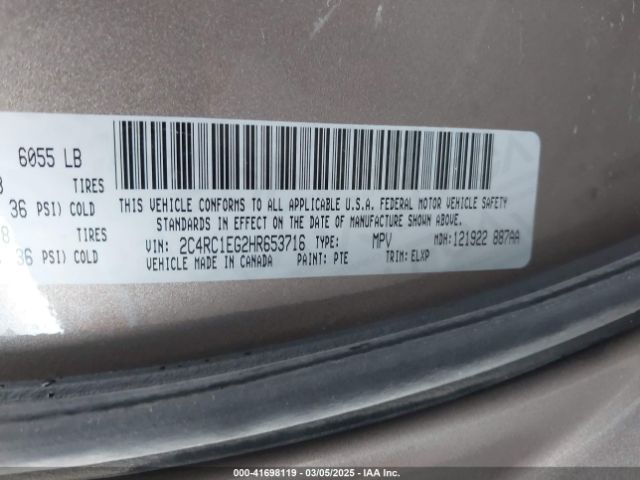 6055 LB
TIRES
36 PSI) COLD
TIRES
36 PSI) COLD
THIS VEHICLE CONFORMS TO ALL APPLICABLE U.S.A. FEDERAL MOTOR VEHICLE SAFETY
STANDARDS IN EFFECT ON THE DATE OF MANUFACTURE SHOWN ABOVE.
VIN: 2C4RC1EG2HR653716 TYPE: MPV MDH:121922 887AA
VEHICLE MADE IN CANADA PAINT: PTE TRIM: ELXP
000-41698119 — 03/05/2025 — IAA Inc.